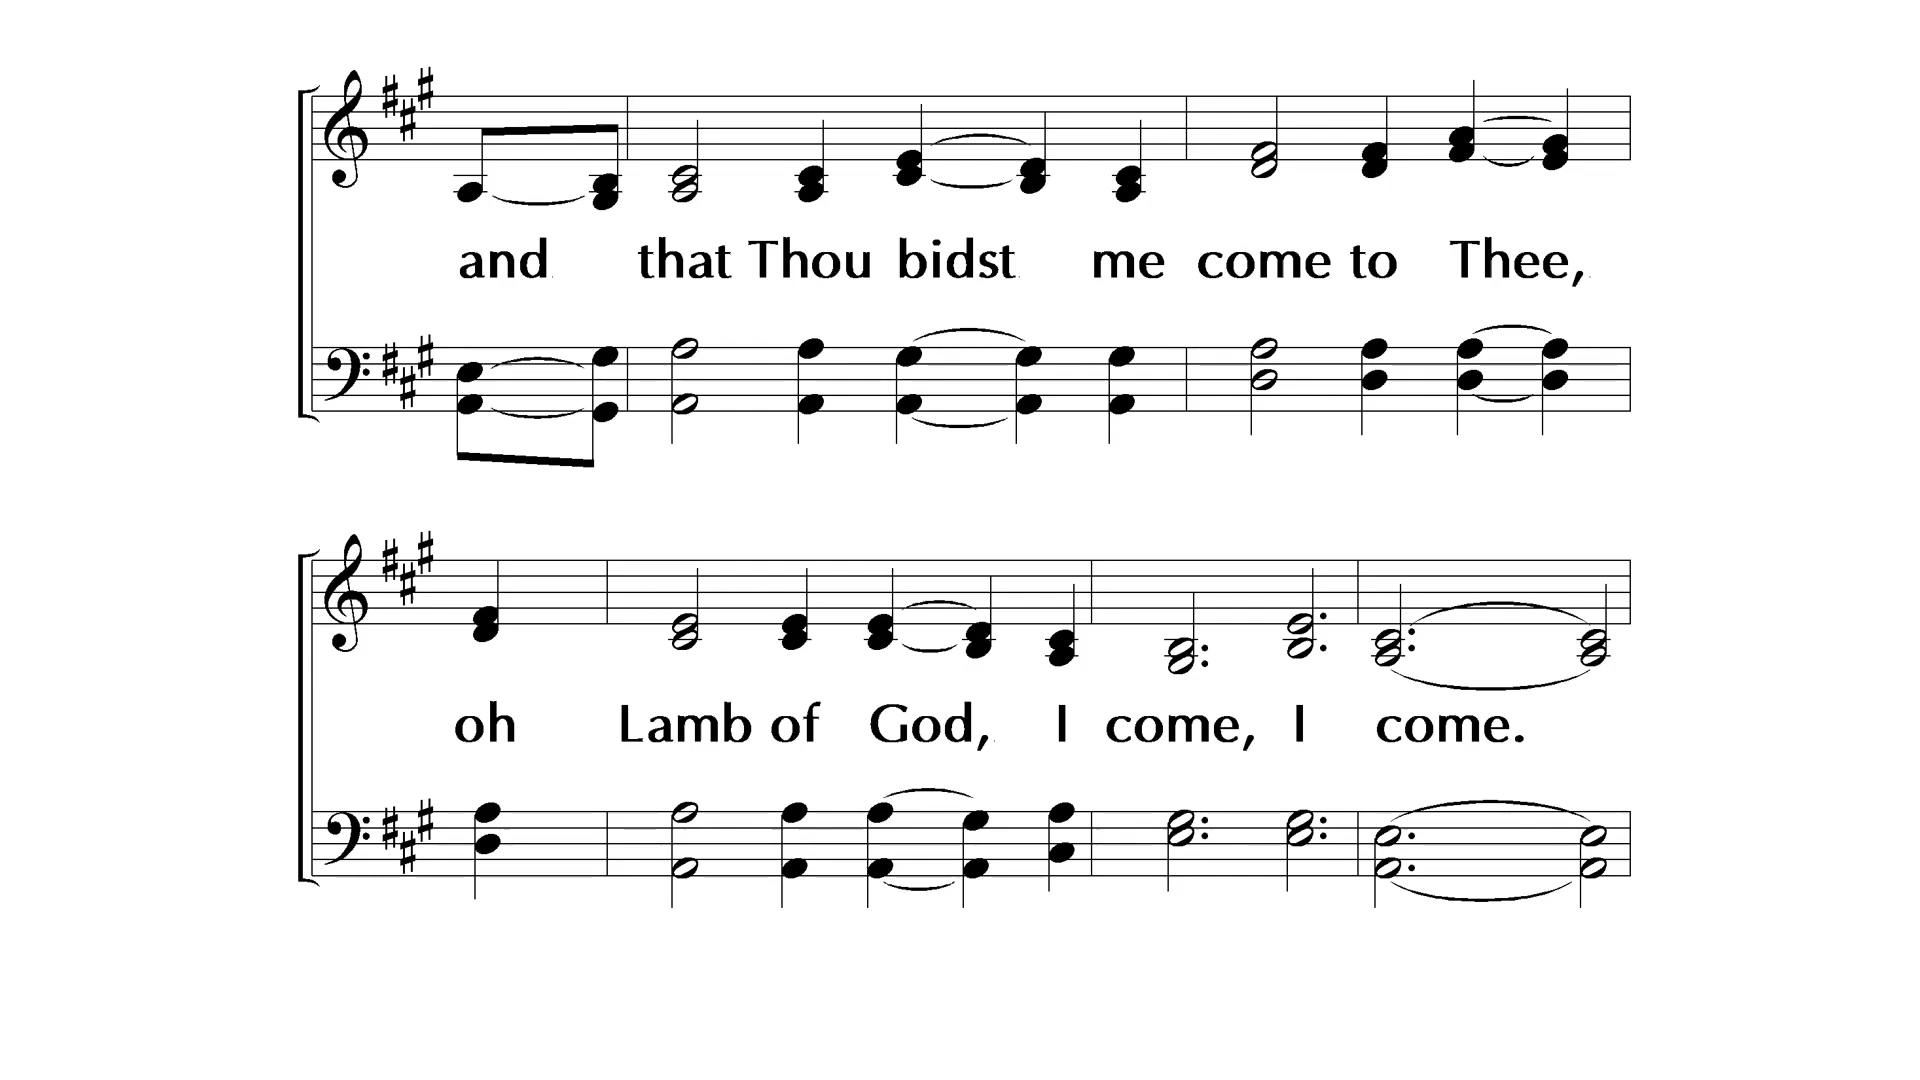 and that Thou bidst me come to Thee,
oh Lamb of God, I come, I come.